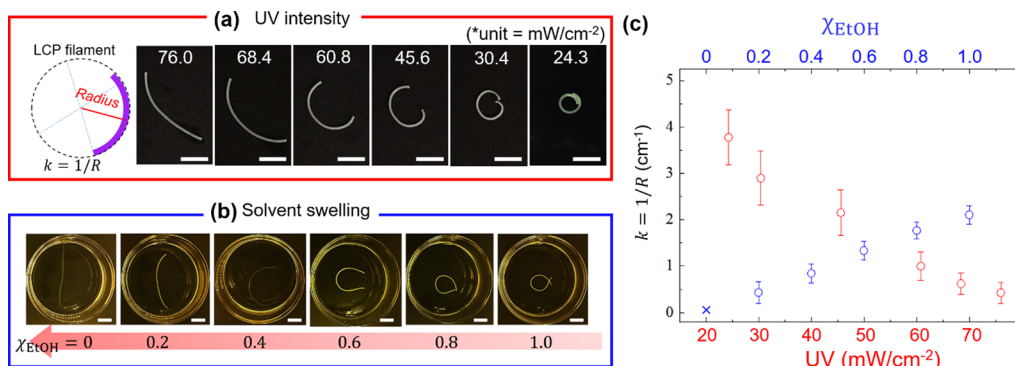 (a) UV intensity
(*unit = mW/cm⁻²)
LCP filament
Radius
k = 1/R
76.0 68.4 60.8 45.6 30.4 24.3
(b) Solvent swelling
χEtOH = 0 0.2 0.4 0.6 0.8 1.0
(c)
χEtOH
0 0.2 0.4 0.6 0.8 1.0
5
4
3
2
1
0
k = 1/R (cm⁻¹)
20 30 40 50 60 70
UV (mW/cm⁻²)